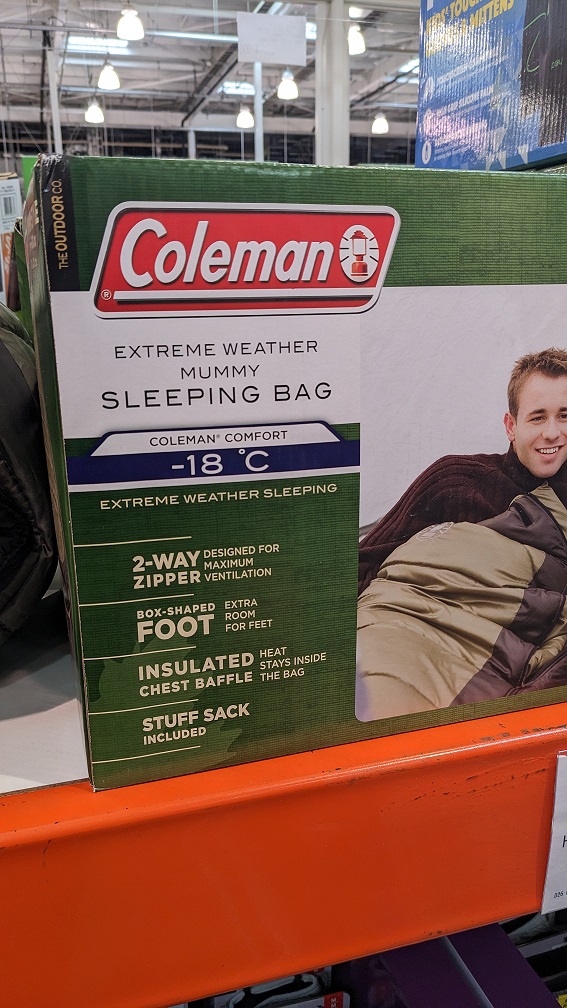 THE OUTDOOR CO.
Coleman®
EXTREME WEATHER
MUMMY
SLEEPING BAG
COLEMAN® COMFORT
-18 °C
EXTREME WEATHER SLEEPING
2-WAY
ZIPPER
DESIGNED FOR
MAXIMUM
VENTILATION
BOX-SHAPED
FOOT
EXTRA
ROOM
FOR FEET
INSULATED
CHEST BAFFLE
HEAT
STAYS INSIDE
THE BAG
STUFF SACK
INCLUDED
MITTENS